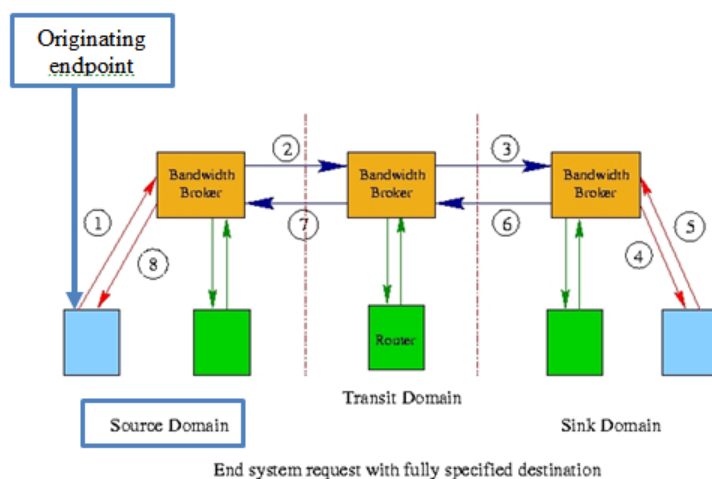 Originating
endpoint
2
3
Bandwidth
Broker
Bandwidth
Broker
Bandwidth
Broker
1
8
7
6
5
4
Router
Source Domain
Transit Domain
Sink Domain
End system request with fully specified destination